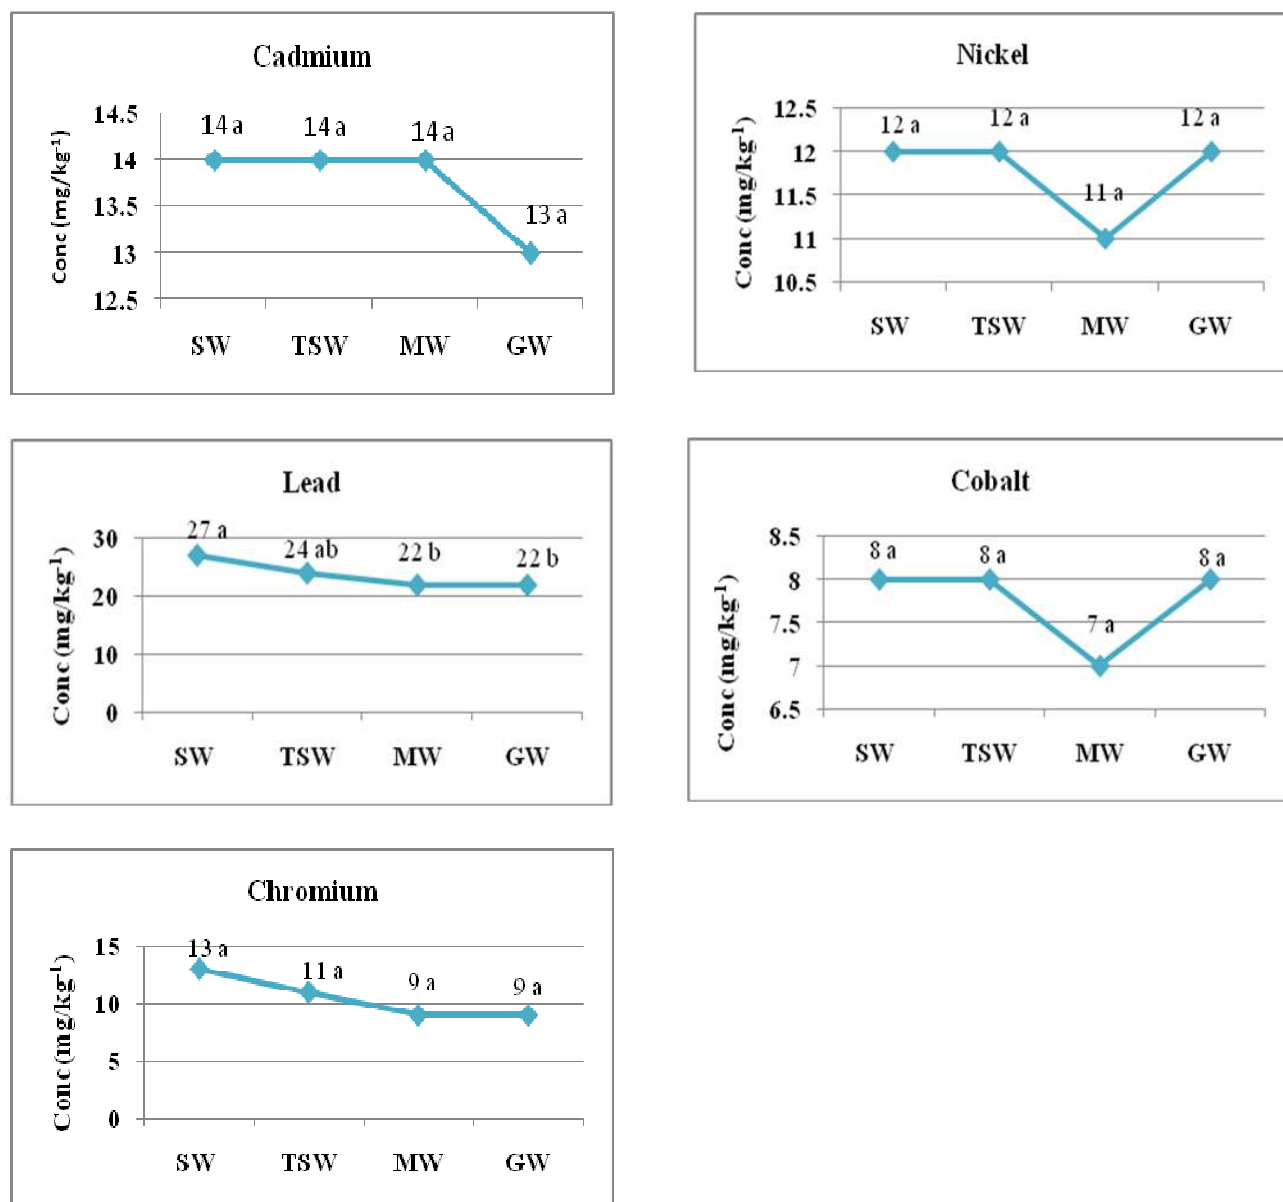 Cadmium
Conc (mg/kg⁻¹)
14.5
14
13.5
13
12.5
14 a
14 a
14 a
13 a
SW
TSW
MW
GW
Nickel
Conc (mg/kg⁻¹)
12.5
12
11.5
11
10.5
12 a
12 a
11 a
12 a
SW
TSW
MW
GW
Lead
Conc (mg/kg⁻¹)
30
20
10
0
27 a
24 ab
22 b
22 b
SW
TSW
MW
GW
Cobalt
Conc (mg/kg⁻¹)
8.5
8
7.5
7
6.5
8 a
8 a
7 a
8 a
SW
TSW
MW
GW
Chromium
Conc (mg/kg⁻¹)
15
10
5
0
13 a
11 a
9 a
9 a
SW
TSW
MW
GW